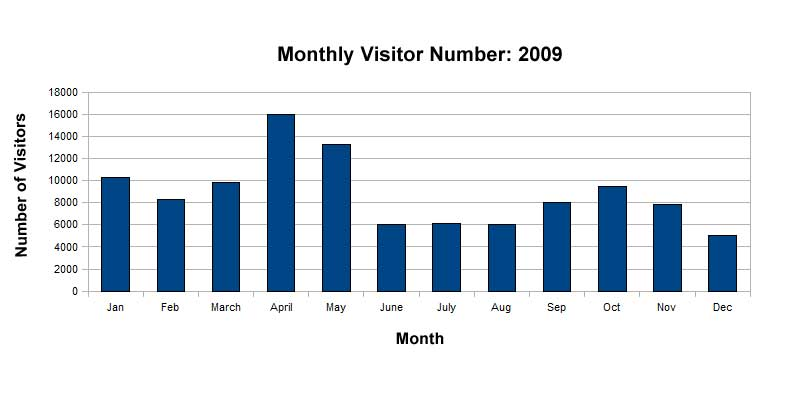 Monthly Visitor Number: 2009
Number of Visitors
18000
16000
14000
12000
10000
8000
6000
4000
2000
0
Jan Feb March April May June July Aug Sep Oct Nov Dec
Month